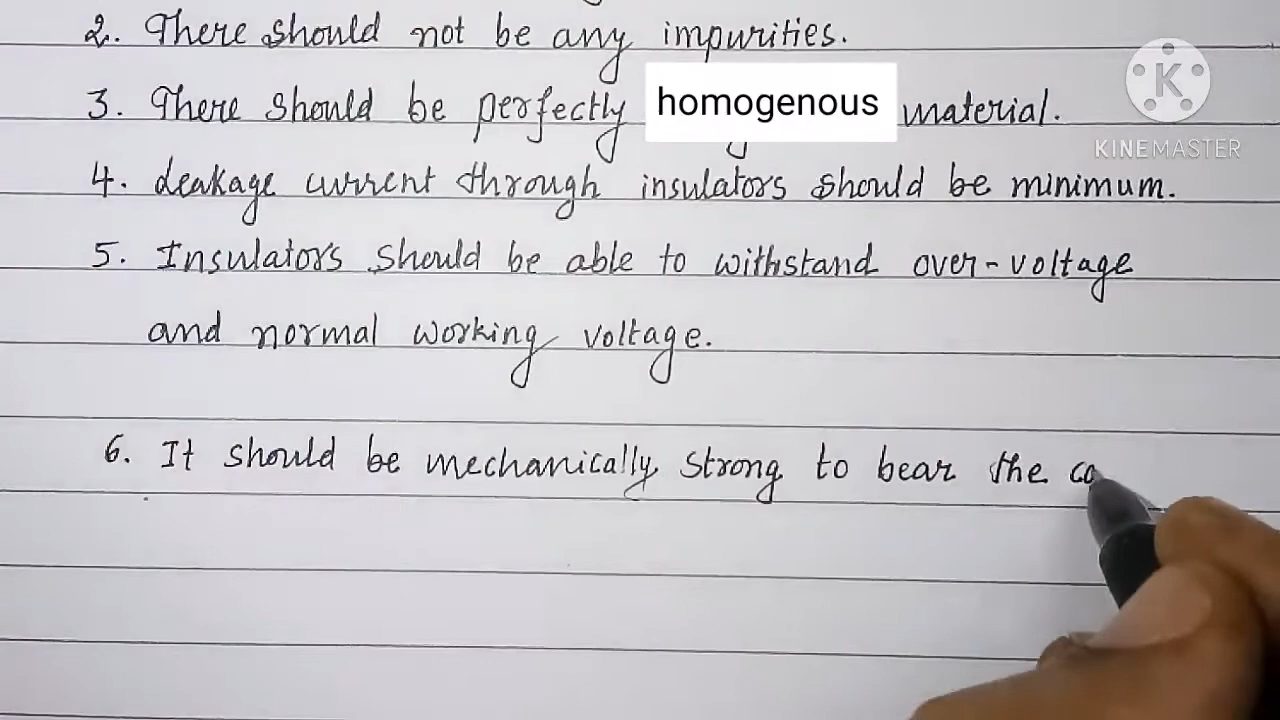 2. There should not be any impurities.
3. There should be perfectly homogenous material.
4. Leakage current through insulators should be minimum.
5. Insulators should be able to withstand over-voltage
and normal working voltage.
6. It should be mechanically strong to bear the co
K
KINEMASTER